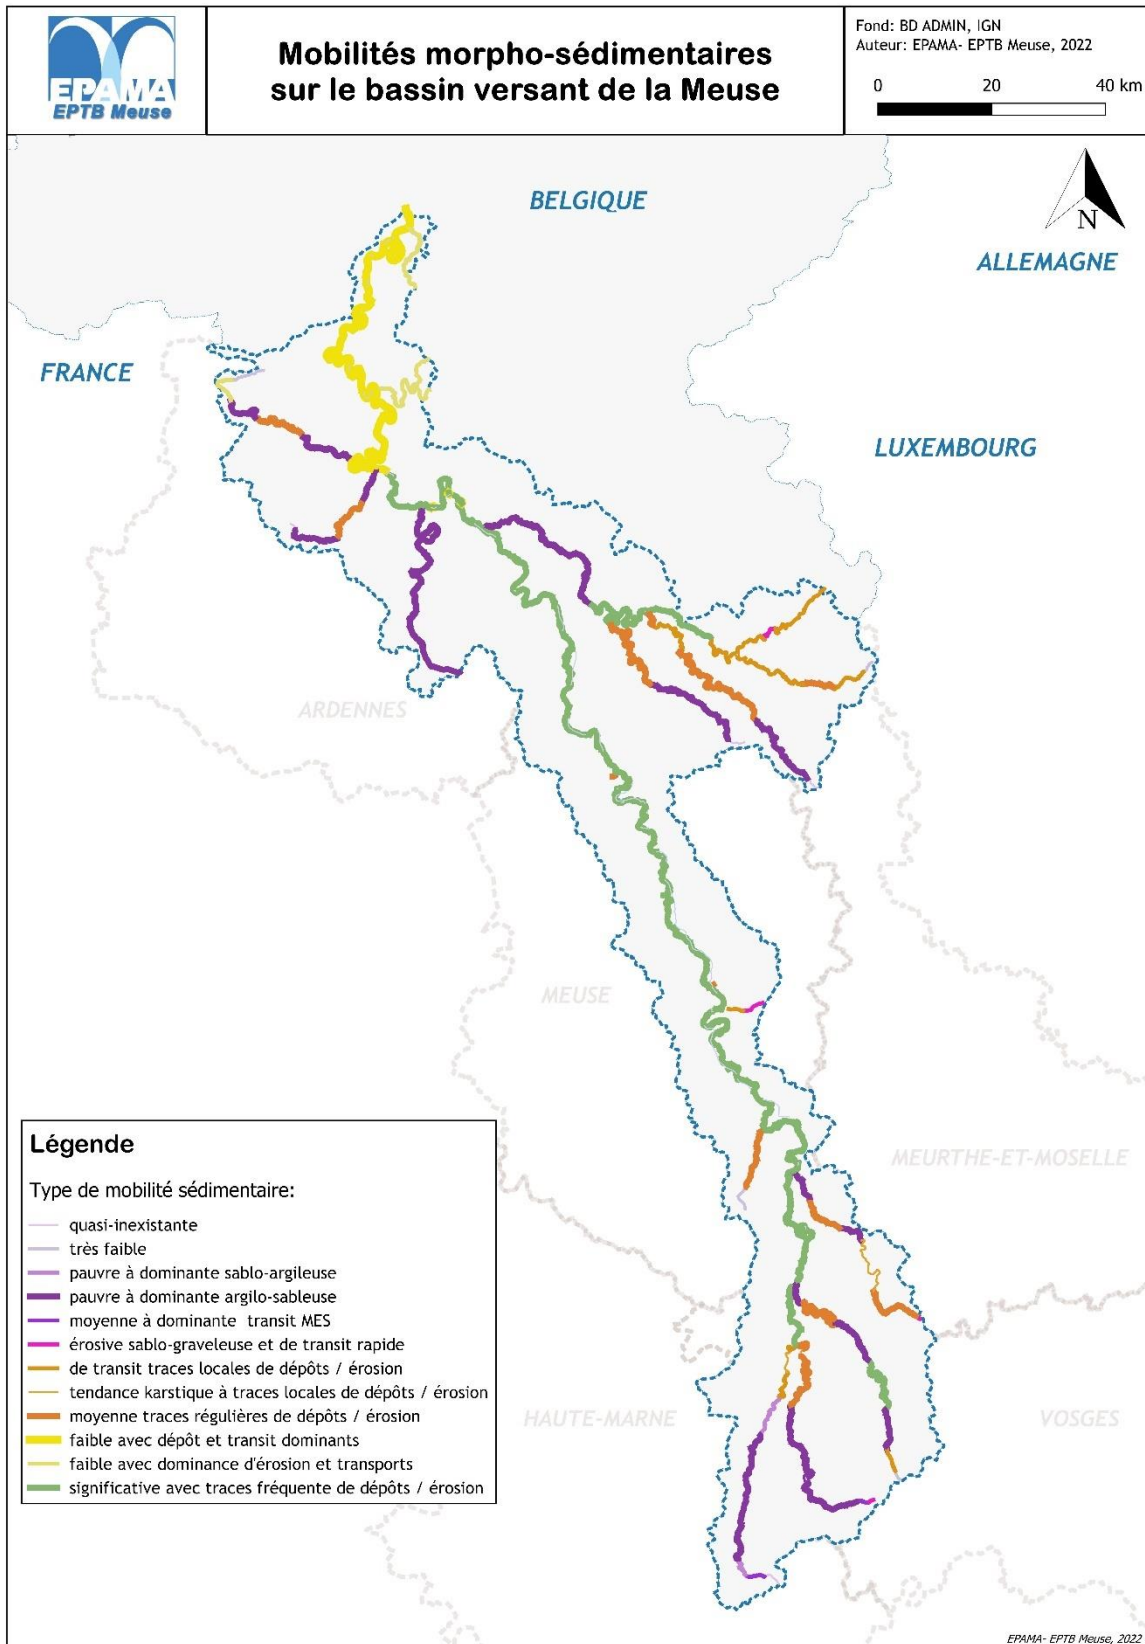 EPAMA
EPTB Meuse
Mobilités morpho-sédimentaires
sur le bassin versant de la Meuse
Fond: BD ADMIN, IGN
Auteur: EPAMA- EPTB Meuse, 2022
0 20 40 km
BELGIQUE
N
ALLEMAGNE
FRANCE
LUXEMBOURG
ARDENNES
MEUSE
MEURTHE-ET-MOSELLE
HAUTE-MARNE
VOSGES
Légende
Type de mobilité sédimentaire:
quasi-inexistante
très faible
pauvre à dominante sablo-argileuse
pauvre à dominante argilo-sableuse
moyenne à dominante transit MES
érosive sablo-graveleuse et de transit rapide
de transit traces locales de dépôts / érosion
tendance karstique à traces locales de dépôts / érosion
moyenne traces régulières de dépôts / érosion
faible avec dépôt et transit dominants
faible avec dominance d'érosion et transports
significative avec traces fréquente de dépôts / érosion
EPAMA- EPTB Meuse, 2022